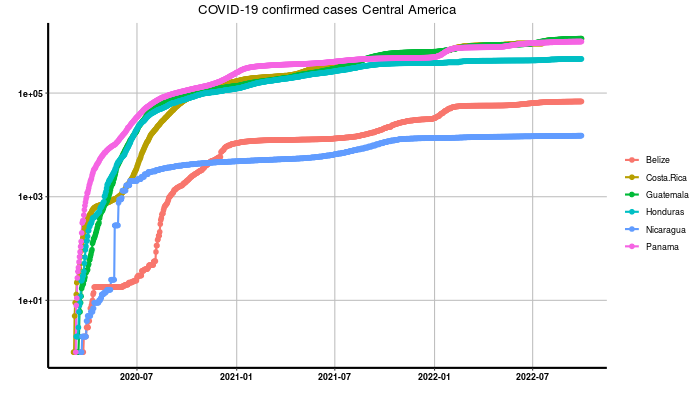 COVID-19 confirmed cases Central America
1e+05
1e+03
1e+01
2020-07
2021-01
2021-07
2022-01
2022-07
Belize
Costa.Rica
Guatemala
Honduras
Nicaragua
Panama